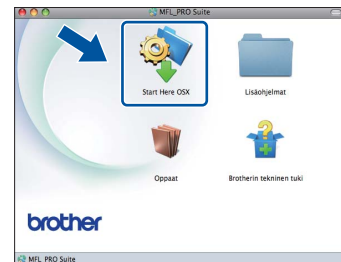 MFL_PRO Suite
Start Here OSX
Lisäohjelmat
Oppaat
Brotherin tekninen tuki
brother
MFL_PRO Suite